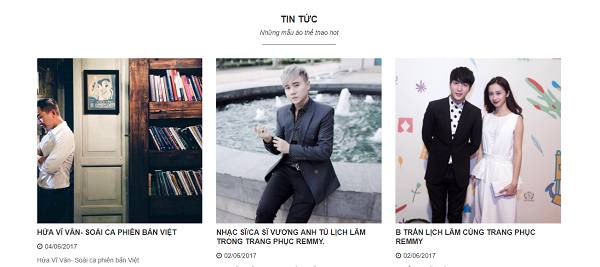 TIN TỨC
Những mẫu áo thể thao hot
HỨA VĨ VĂN- SOÁI CA PHIÊN BẢN VIỆT
04/06/2017
Hứa Vĩ Văn- Soái ca phiên bản Việt
NHẠC SĨ/CA SĨ VƯƠNG ANH TÚ LỊCH LÃM
TRONG TRANG PHỤC REMMY.
02/06/2017
B TRẦN LỊCH LÃM CÙNG TRANG PHỤC
REMMY
02/06/2017